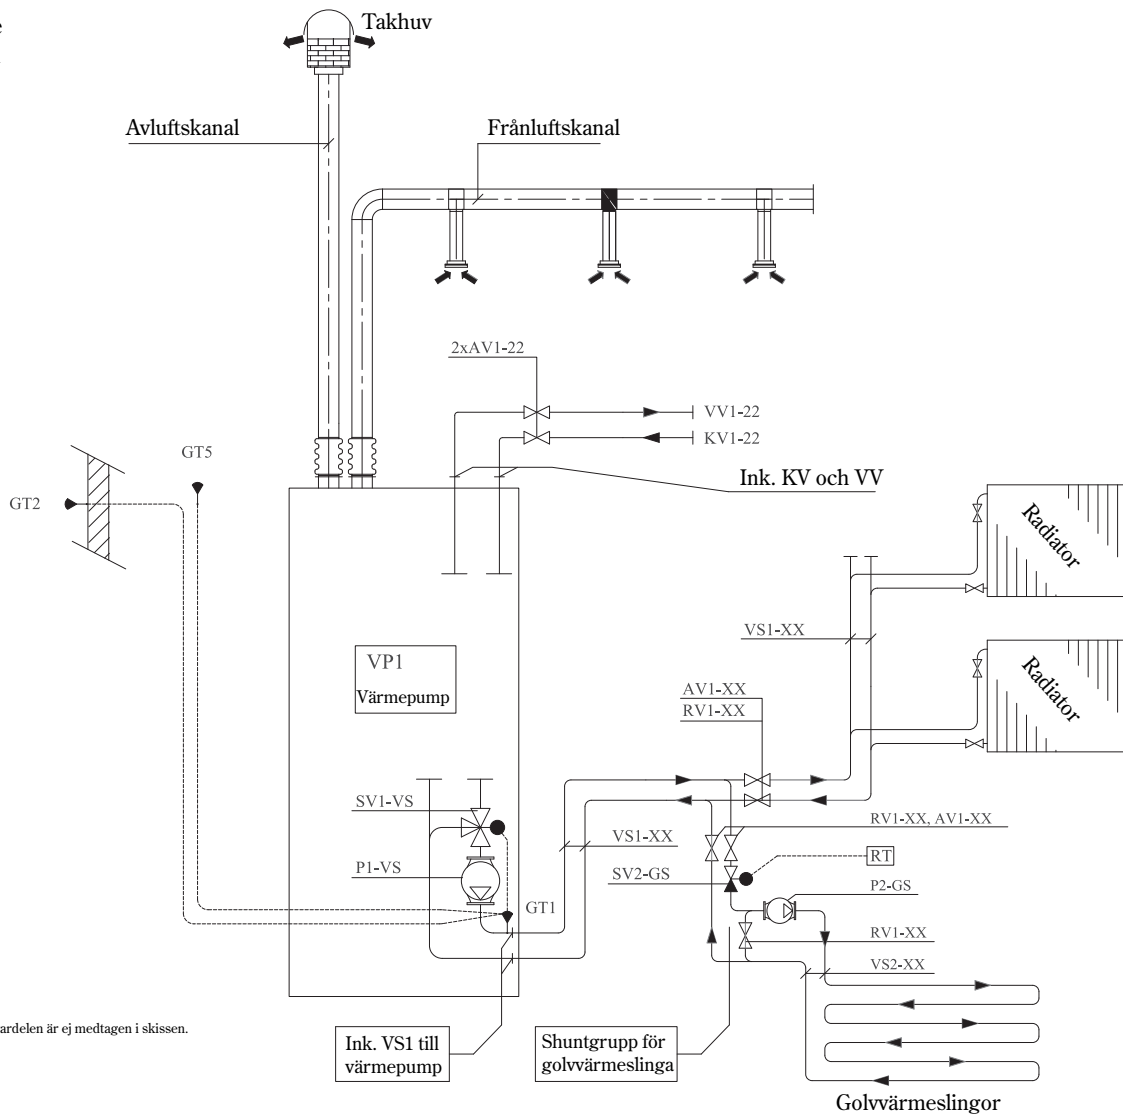 Takhuv
Avluftskanal
Frånluftskanal
2xAV1-22
VV1-22
KV1-22
GT5
GT2
Ink. KV och VV
Radiator
VS1-XX
VP1
Värmepump
Radiator
AV1-XX
RV1-XX
SV1-VS
RV1-XX, AV1-XX
VS1-XX
RT
P1-VS
SV2-GS
P2-GS
GT1
RV1-XX
VS2-XX
ardelen är ej medtagen i skissen.
Ink. VS1 till
värmepump
Shuntgrupp för
golvvärmeslinga
Golvvärmeslingor